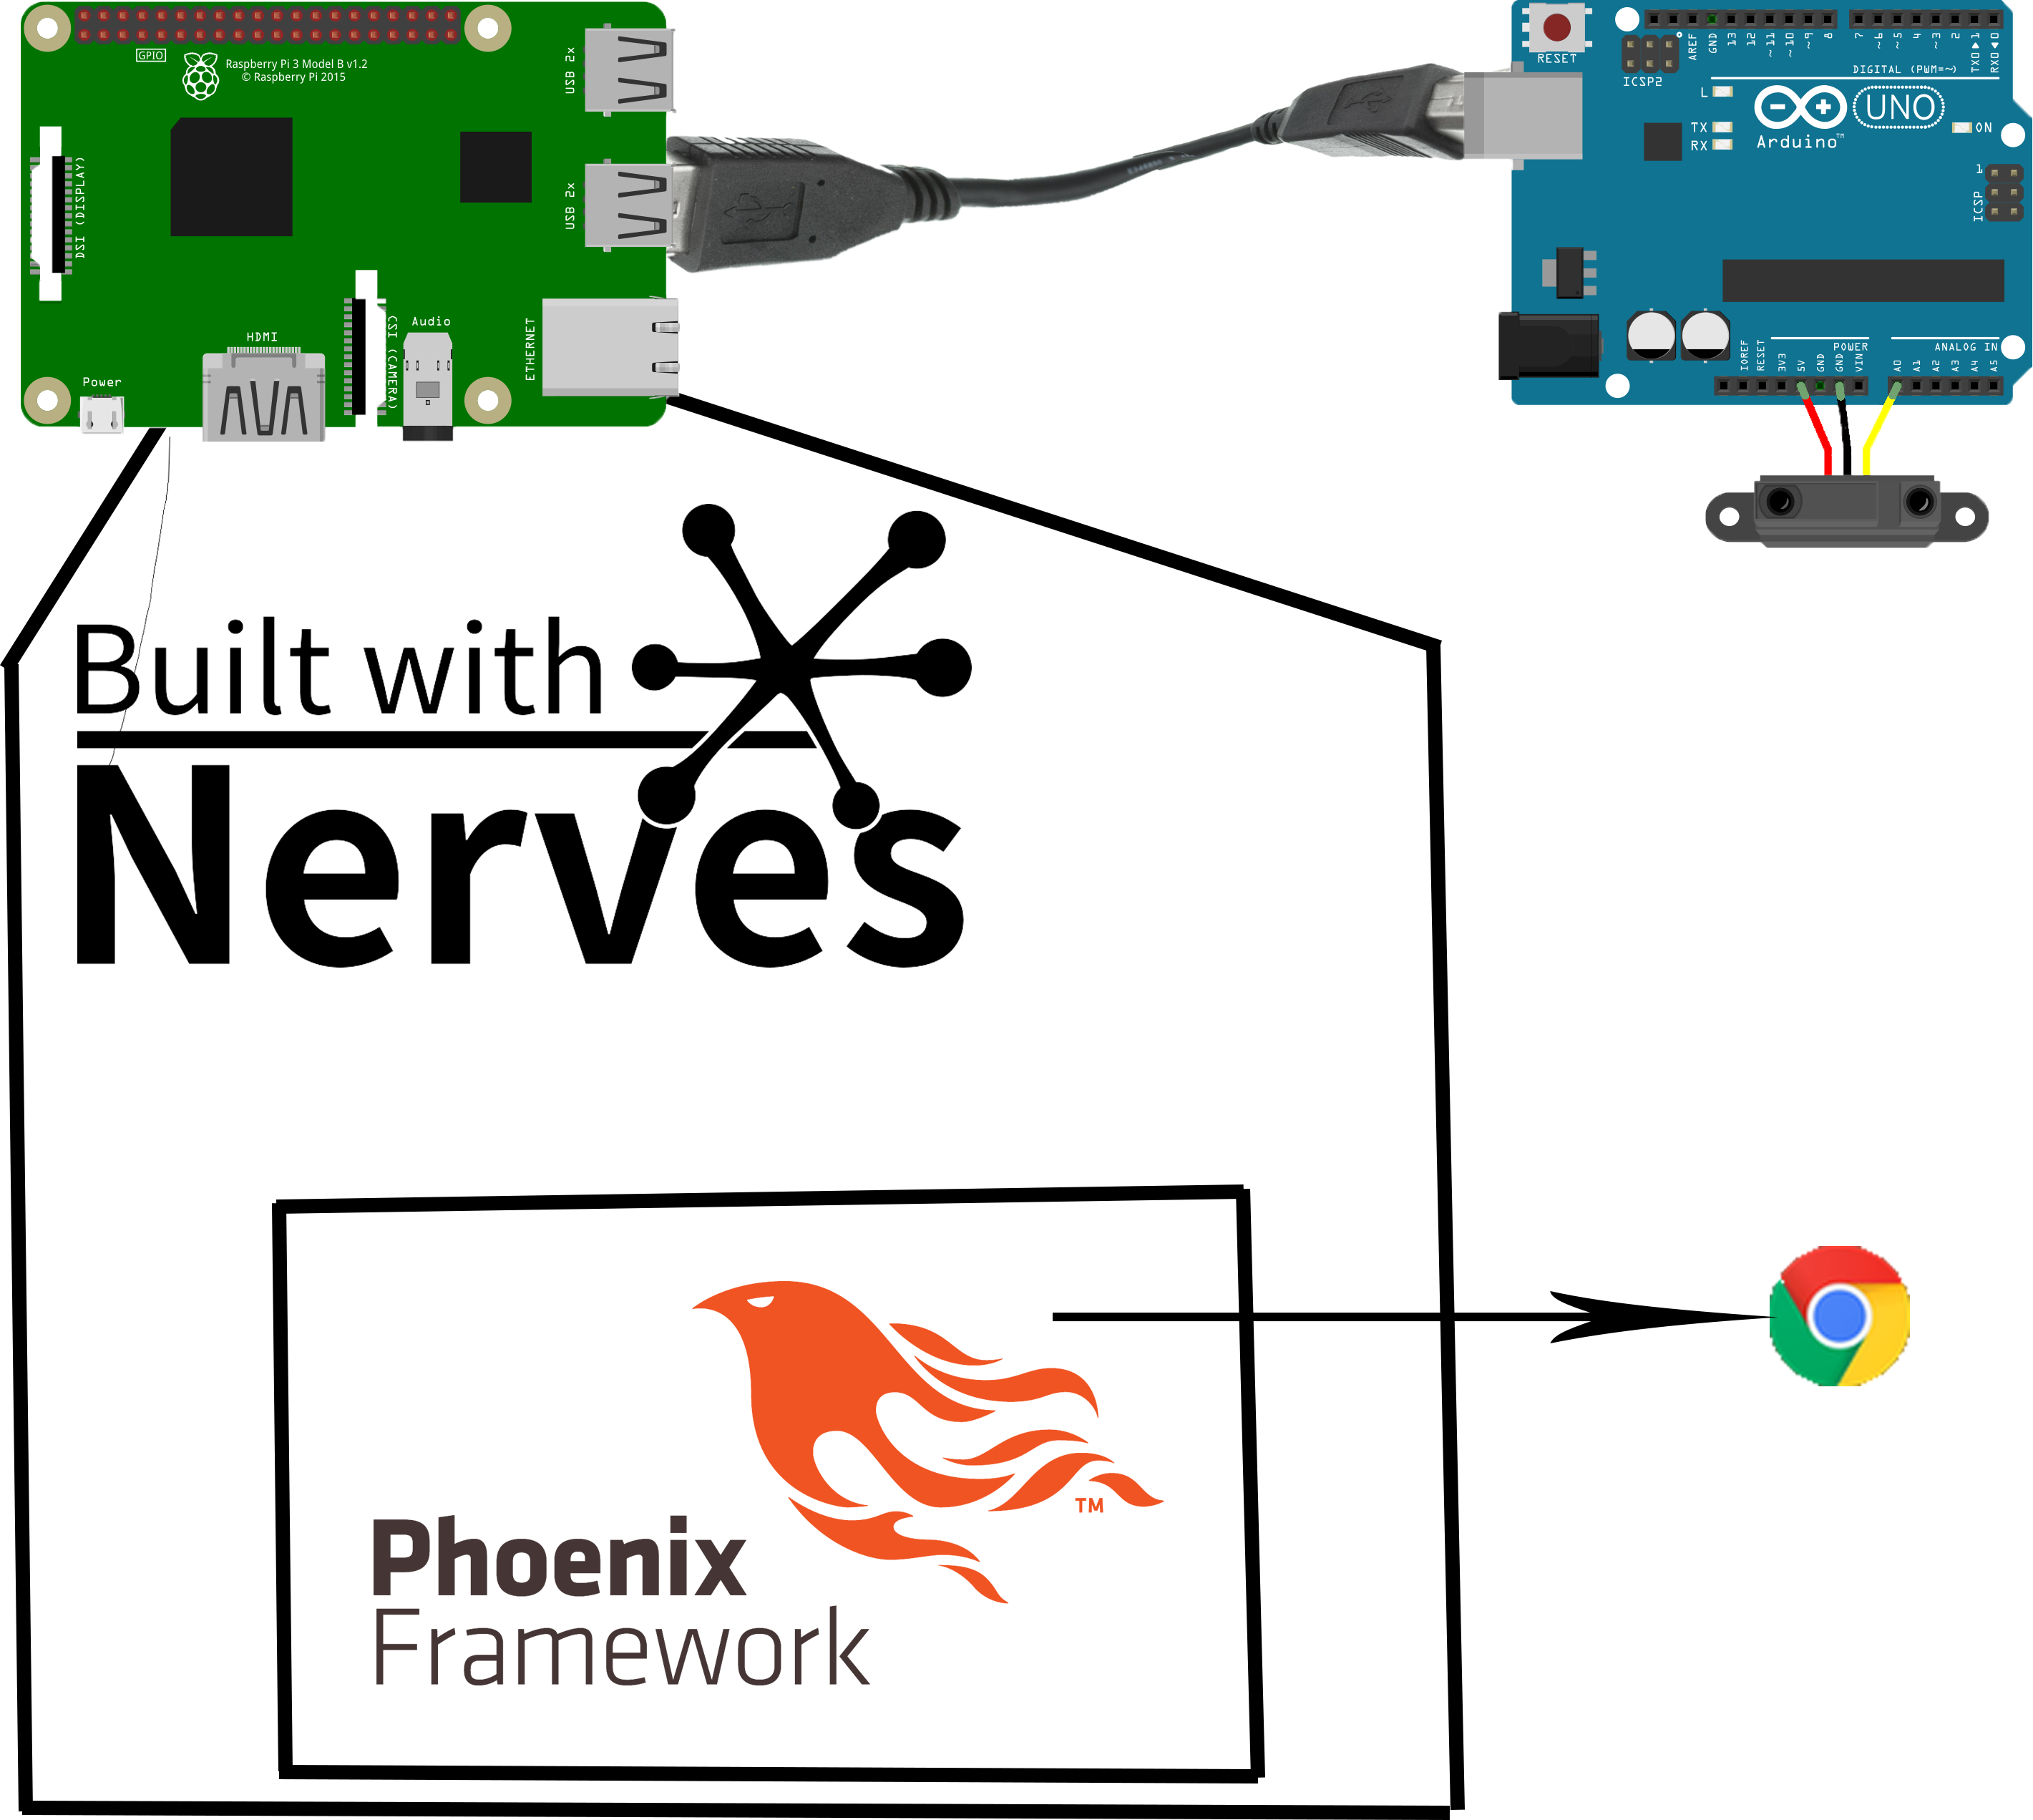 GPIO
Raspberry Pi 3 Model B v1.2
© Raspberry Pi 2015
USB 2x
DSI (DISPLAY)
USB 2x
ETHERNET
CSI (CAMERA)
Audio
HDMI
Power
RESET
ICSP2
AREF
GND
13
12
~11
~10
~9
8
7
~6
~5
4
~3
2
TX0▶1
RX0◀0
DIGITAL (PWM=~)
L
TX
RX
UNO
Arduino™
ON
1
ICSP
IOREF
RESET
3V3
5V
GND
GND
VIN
POWER
ANALOG IN
A0
A1
A2
A3
A4
A5
Built with
Nerves
TM
Phoenix
Framework